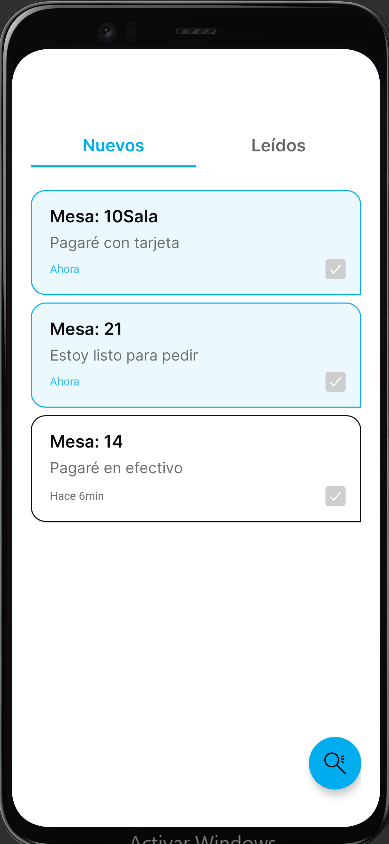 Nuevos
Leídos
Mesa: 10Sala
Pagaré con tarjeta
Ahora
Mesa: 21
Estoy listo para pedir
Ahora
Mesa: 14
Pagaré en efectivo
Hace 6min
Activar Windows